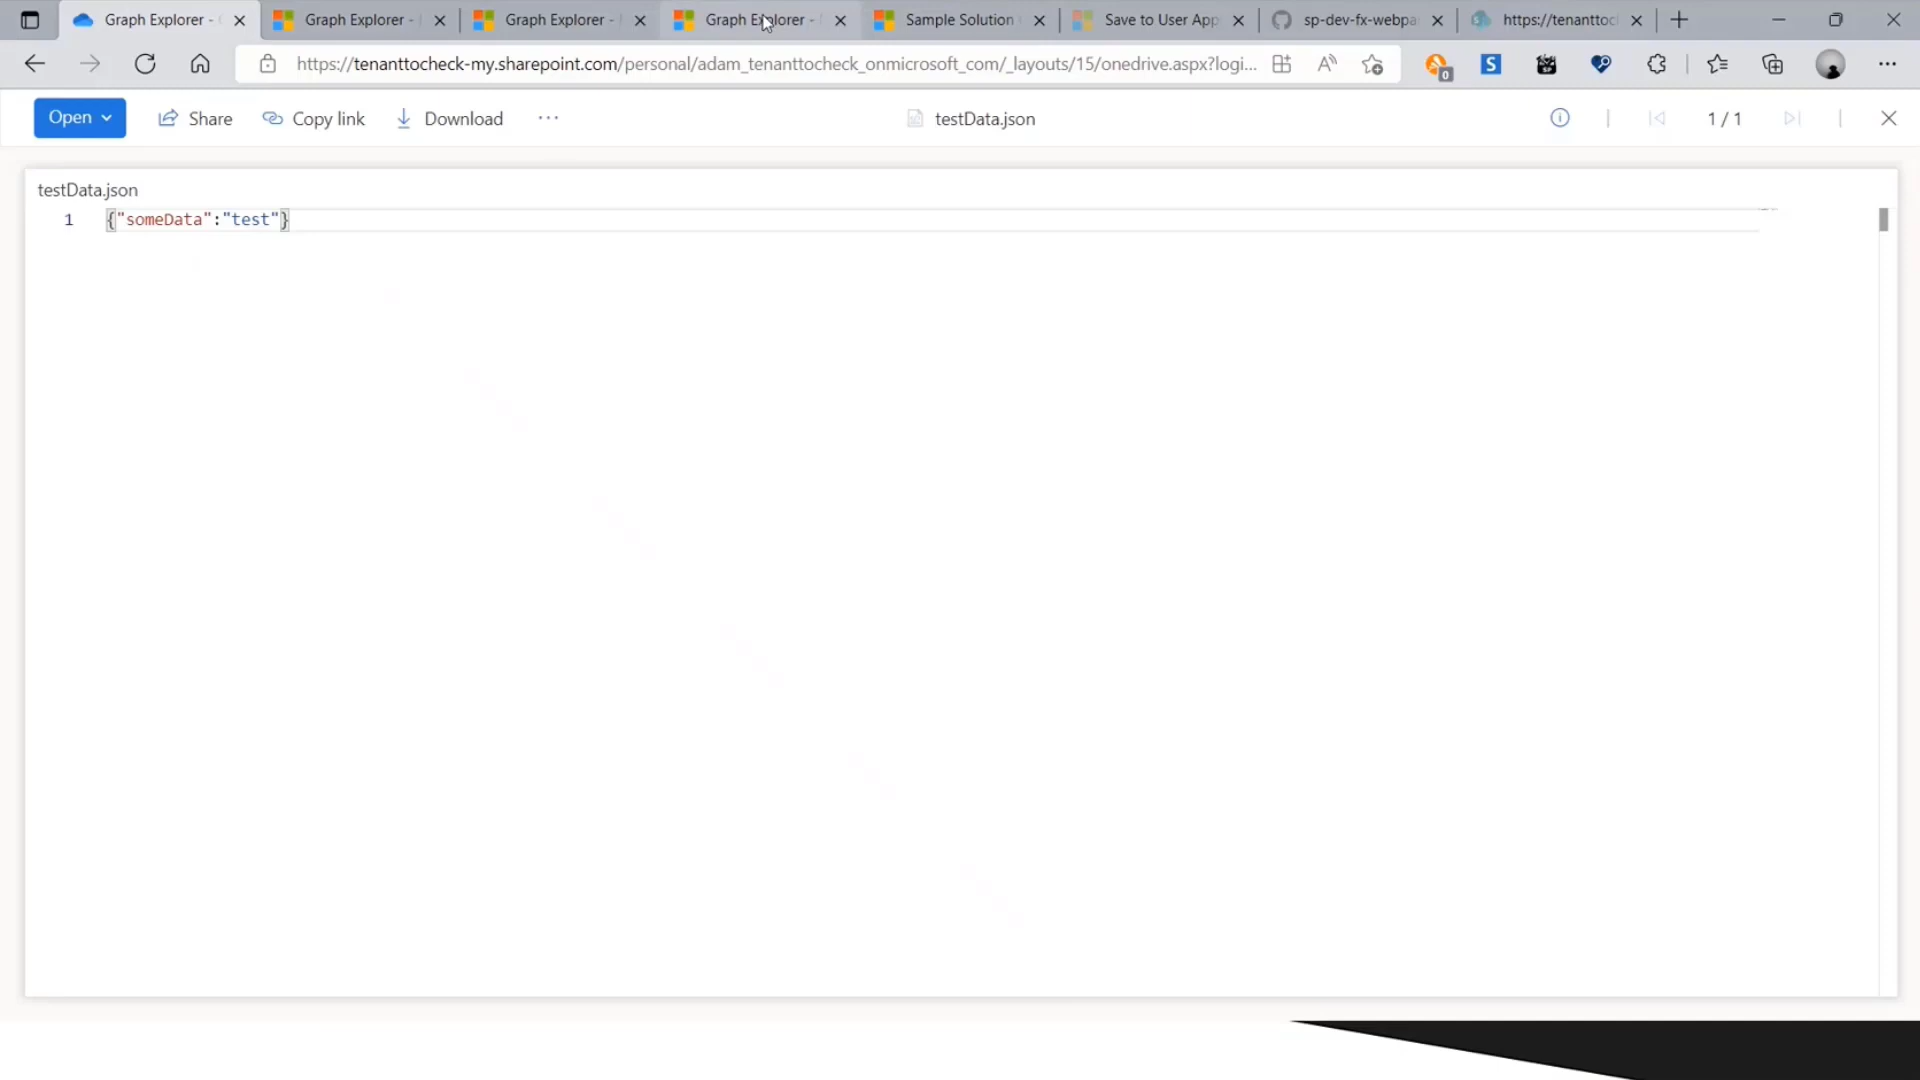 Graph Explorer -
Graph Explorer -
Graph Explorer -
Graph Explorer -
Sample Solution
Save to User App
sp-dev-fx-webpa
https://tenanttoc
https://tenanttocheck-my.sharepoint.com/personal/adam_tenanttocheck_onmicrosoft_com/_layouts/15/onedrive.aspx?logi...
0
S
Open
Share
Copy link
Download
testData.json
1 / 1
testData.json
1 {"someData":"test"}